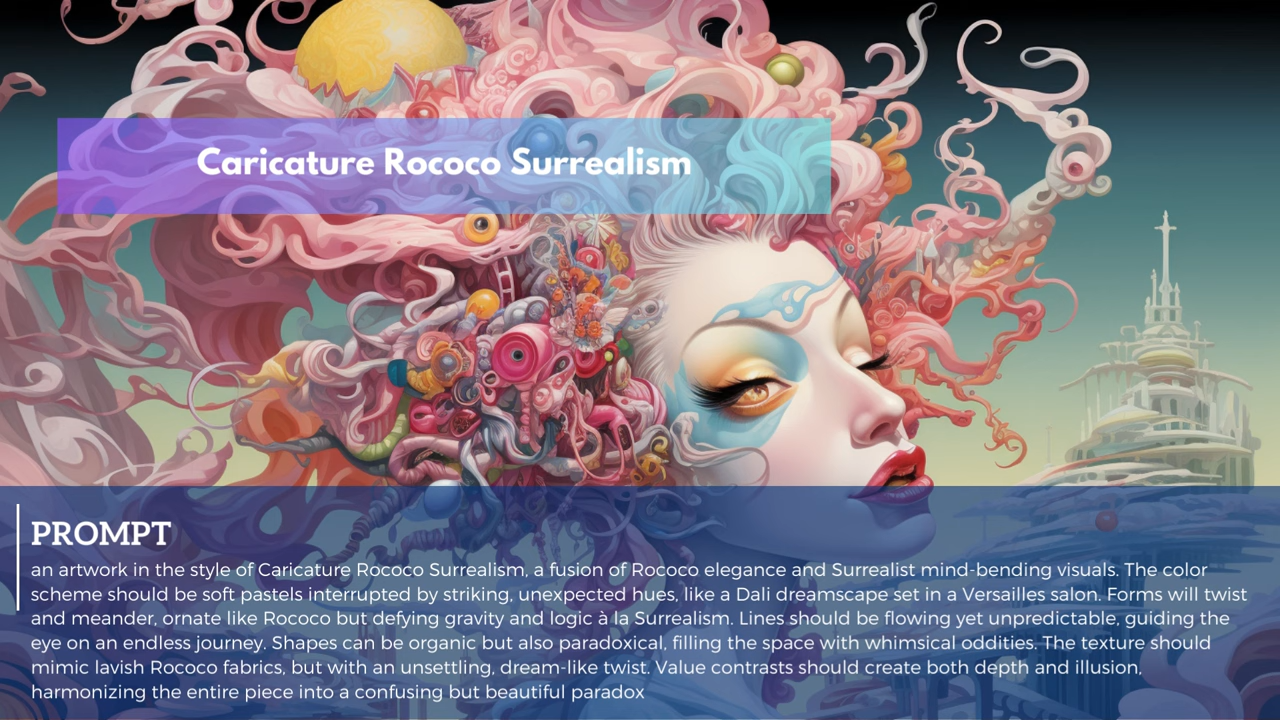 Caricature Rococo Surrealism
PROMPT
an artwork in the style of Caricature Rococo Surrealism, a fusion of Rococo elegance and Surrealist mind-bending visuals. The color
scheme should be soft pastels interrupted by striking, unexpected hues, like a Dali dreamscape set in a Versailles salon. Forms will twist
and meander, ornate like Rococo but defying gravity and logic à la Surrealism. Lines should be flowing yet unpredictable, guiding the
eye on an endless journey. Shapes can be organic but also paradoxical, filling the space with whimsical oddities. The texture should
mimic lavish Rococo fabrics, but with an unsettling, dream-like twist. Value contrasts should create both depth and illusion,
harmonizing the entire piece into a confusing but beautiful paradox